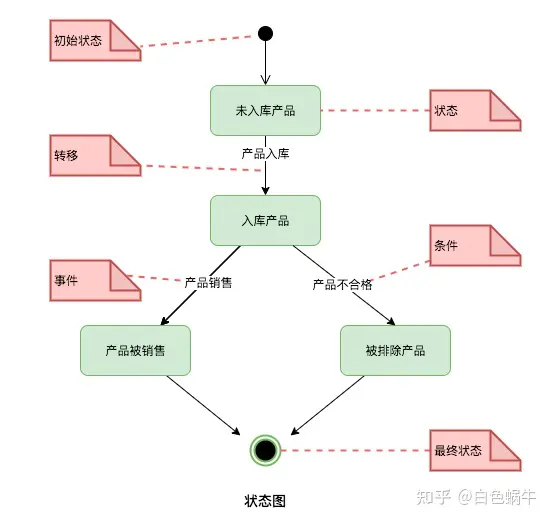 初始状态
未入库产品
状态
产品入库
转移
入库产品
条件
事件
产品销售
产品不合格
产品被销售
被排除产品
最终状态
状态图
知乎 @白色蜗牛